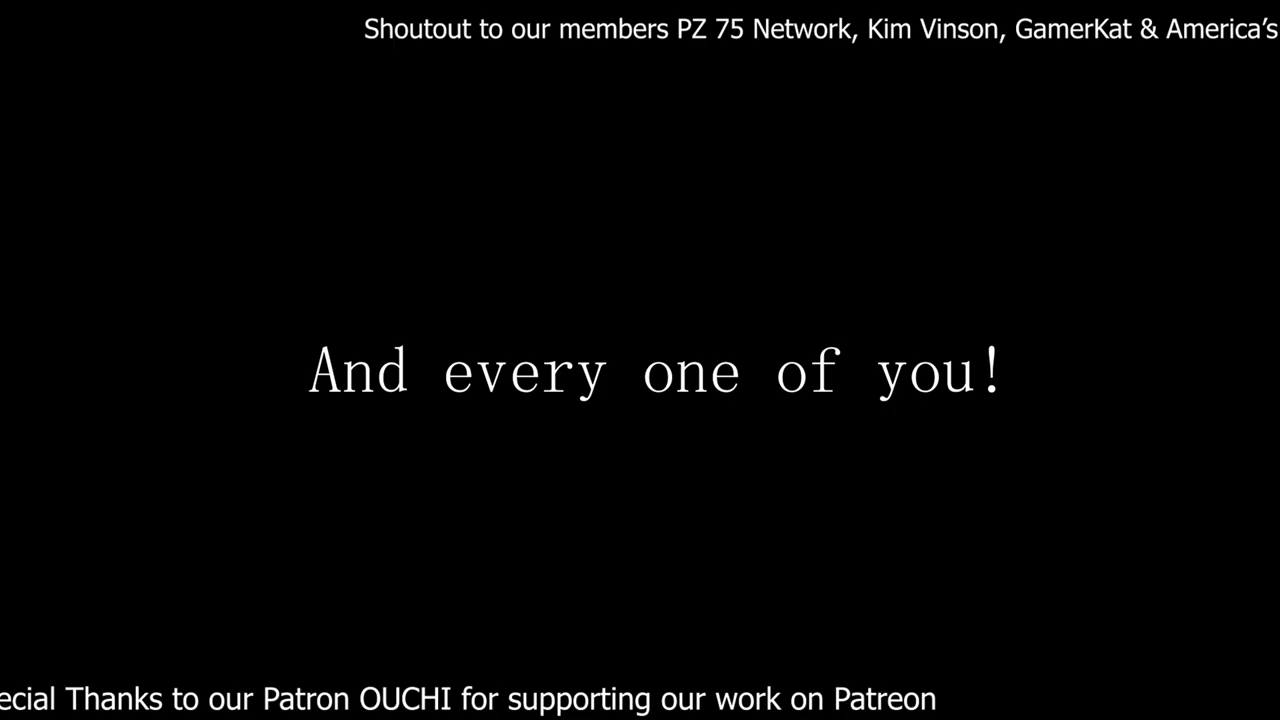 Shoutout to our members PZ 75 Network, Kim Vinson, GamerKat & America’s
And every one of you!
ecial Thanks to our Patron OUCHI for supporting our work on Patreon